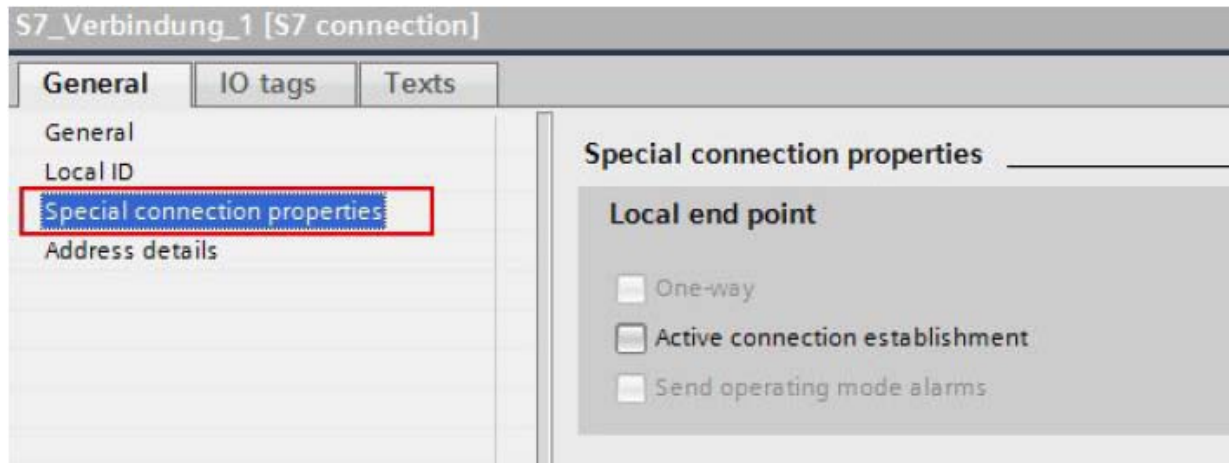 S7_Verbindung_1 [S7 connection]
General IO tags Texts
General
Local ID
Special connection properties
Address details
Special connection properties
Local end point
One-way
Active connection establishment
Send operating mode alarms